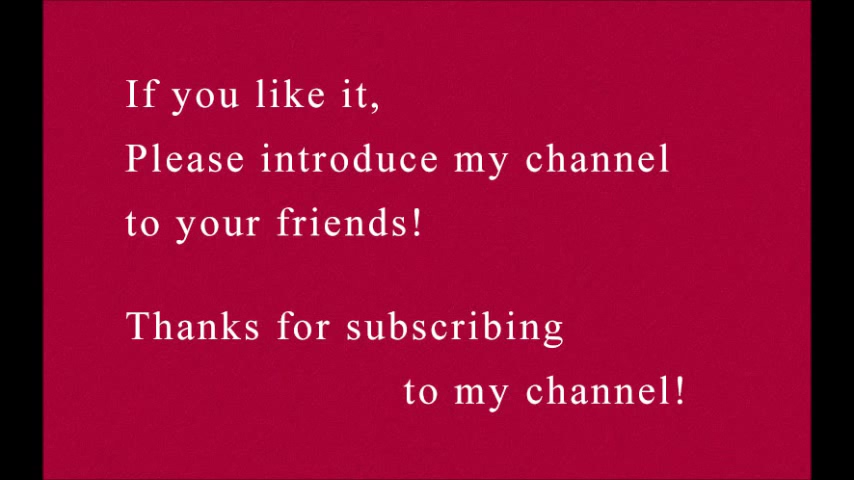 If you like it,
Please introduce my channel
to your friends!
Thanks for subscribing
to my channel!